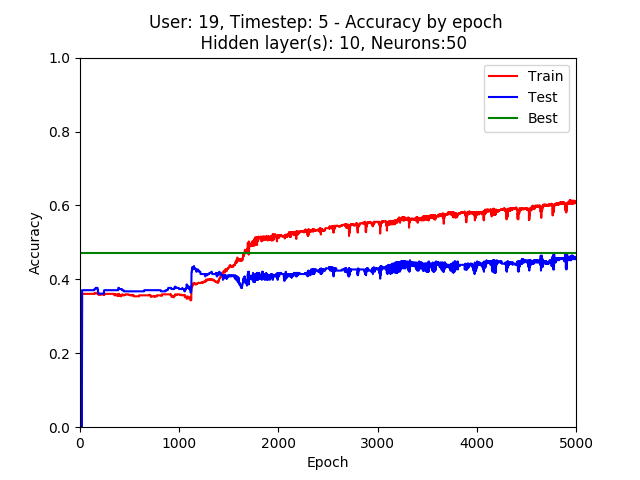 User: 19, Timestep: 5 - Accuracy by epoch
Hidden layer(s): 10, Neurons:50
1.0
0.8
0.6
0.4
0.2
0.0
Accuracy
Train
Test
Best
0 1000 2000 3000 4000 5000
Epoch